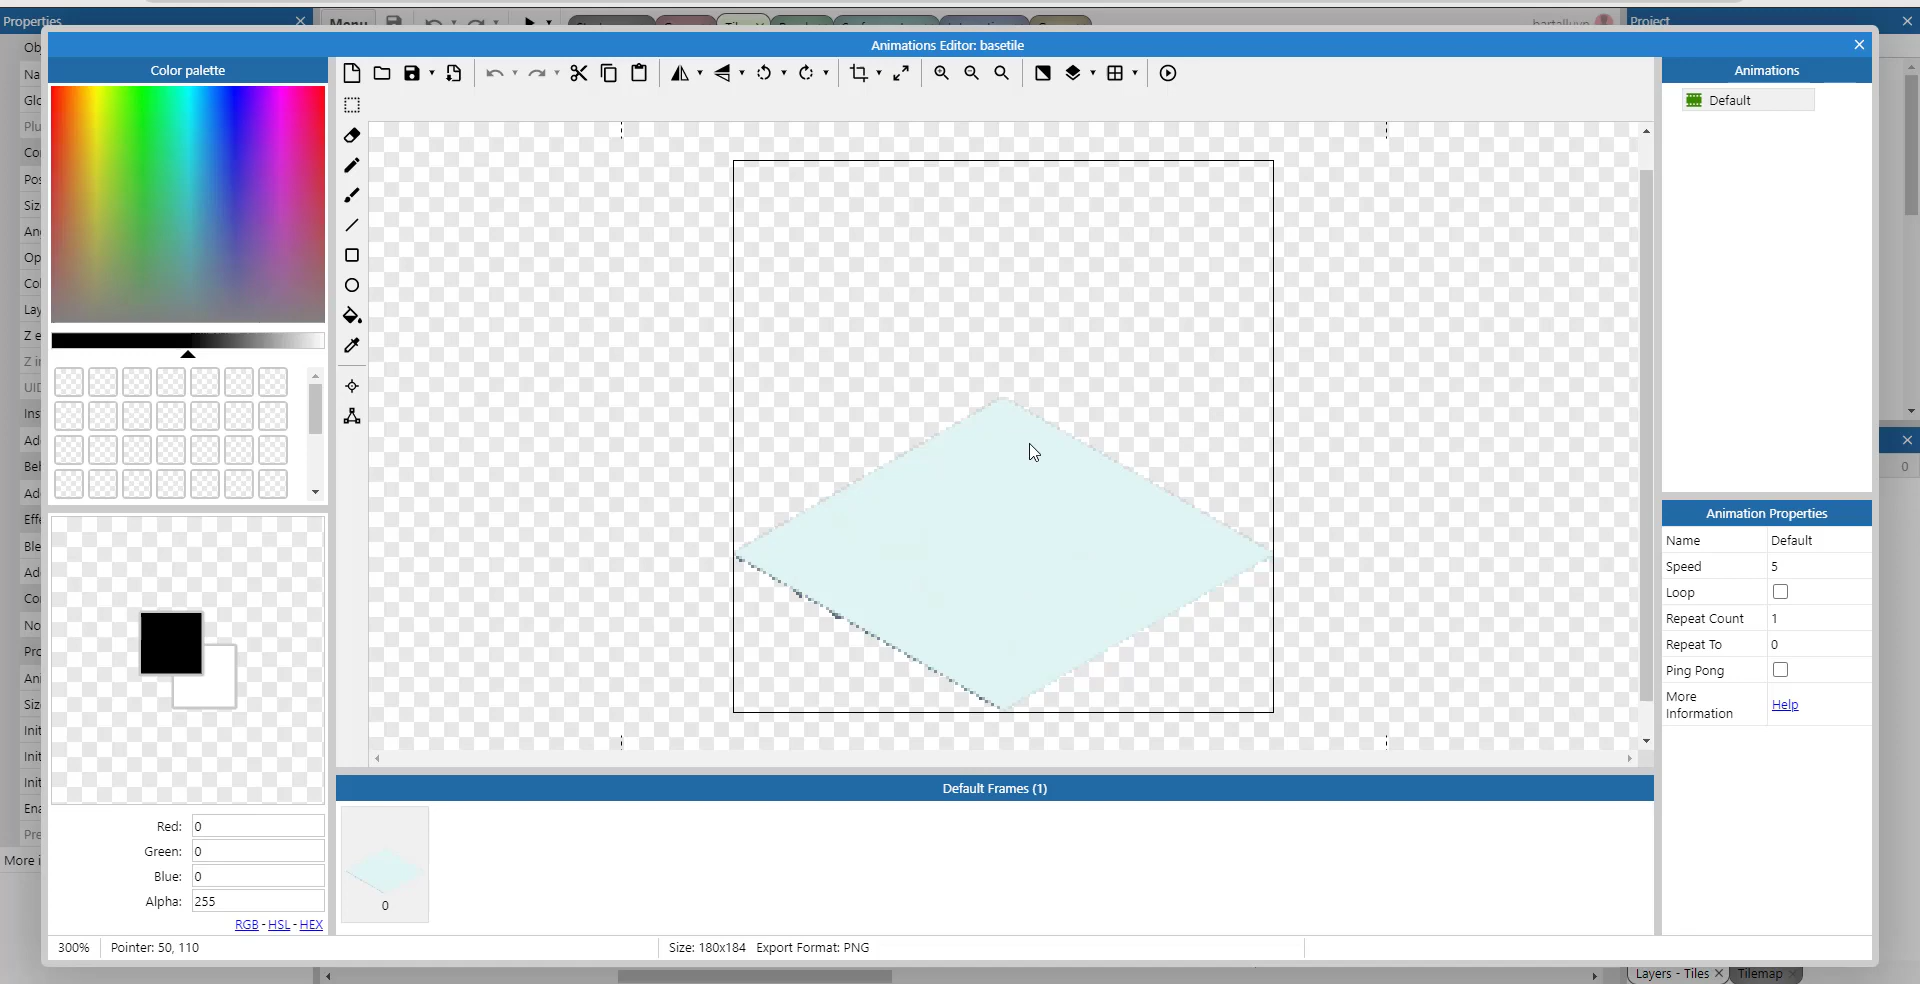 Properties
Menu
Project
Animations Editor: basetile
Color palette
Animations
Default
Animation Properties
Name Default
Speed 5
Loop
Repeat Count 1
Repeat To 0
Ping Pong
More
Information Help
Default Frames (1)
0
Red: 0
Green: 0
Blue: 0
Alpha: 255
RGB - HSL - HEX
300% Pointer: 50, 110 Size: 180x184 Export Format: PNG
More i
Layers - Tiles Tilemap
0